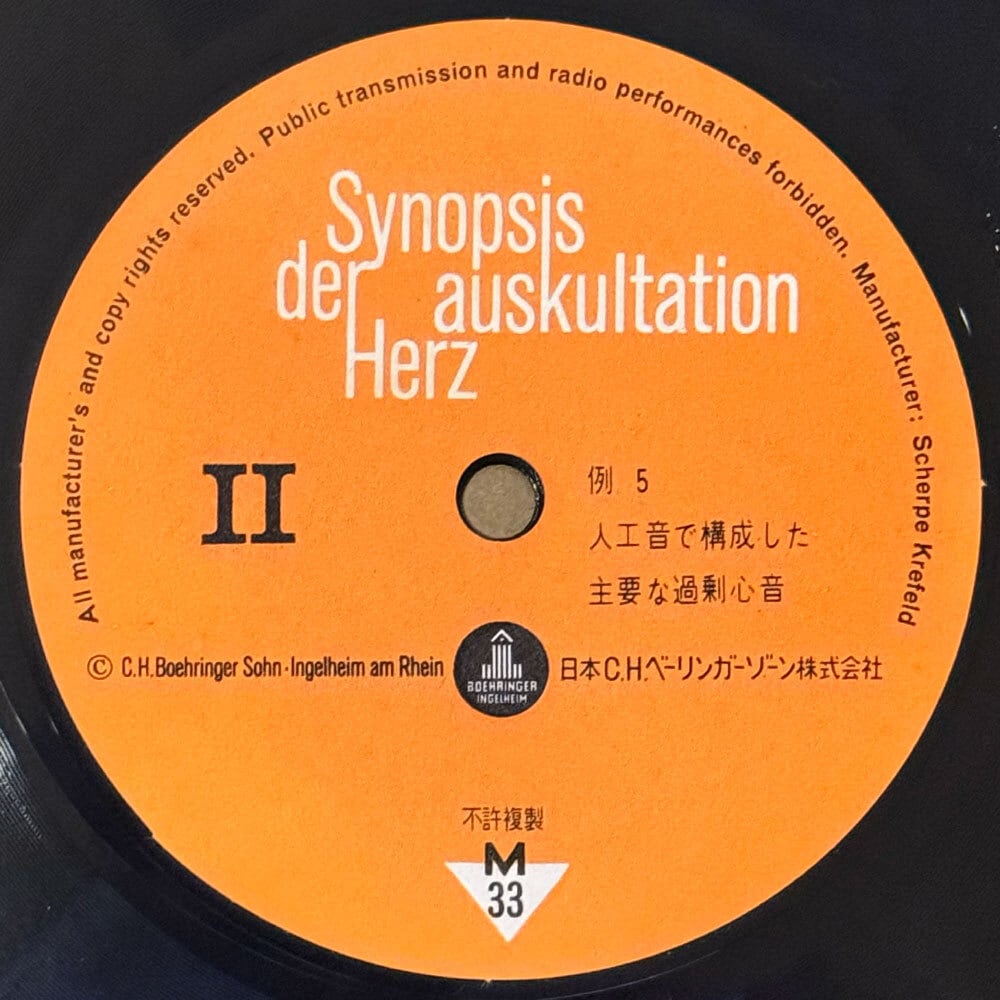 All manufacturer's and copy rights reserved. Public transmission and radio performances forbidden. Manufacturer: Scherpe Krefeld
Synopsis
der auskultation
Herz
II
例 5
人工音で構成した
主要な過剰心音
© C.H.Boehringer Sohn·Ingelheim am Rhein
BOEHRINGER
INGELHEIM
日本C.H.ベーリンガーゾーン株式会社
不許複製
M
33